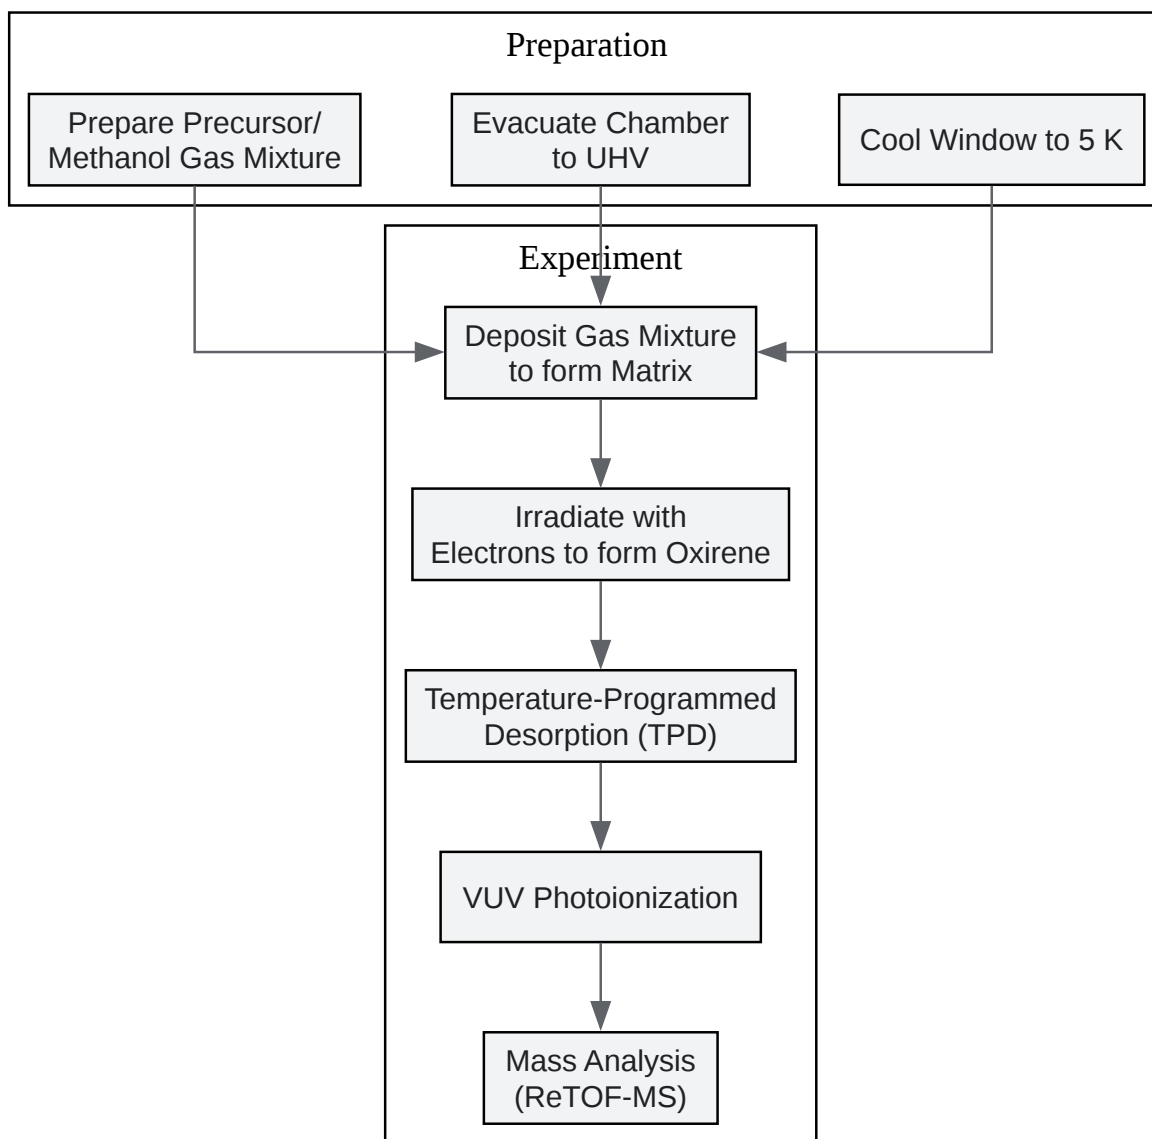 Preparation
Prepare Precursor/
Methanol Gas Mixture
Evacuate Chamber
to UHV
Cool Window to 5 K
Experiment
Deposit Gas Mixture
to form Matrix
Irradiate with
Electrons to form Oxirene
Temperature-Programmed
Desorption (TPD)
VUV Photoionization
Mass Analysis
(ReTOF-MS)